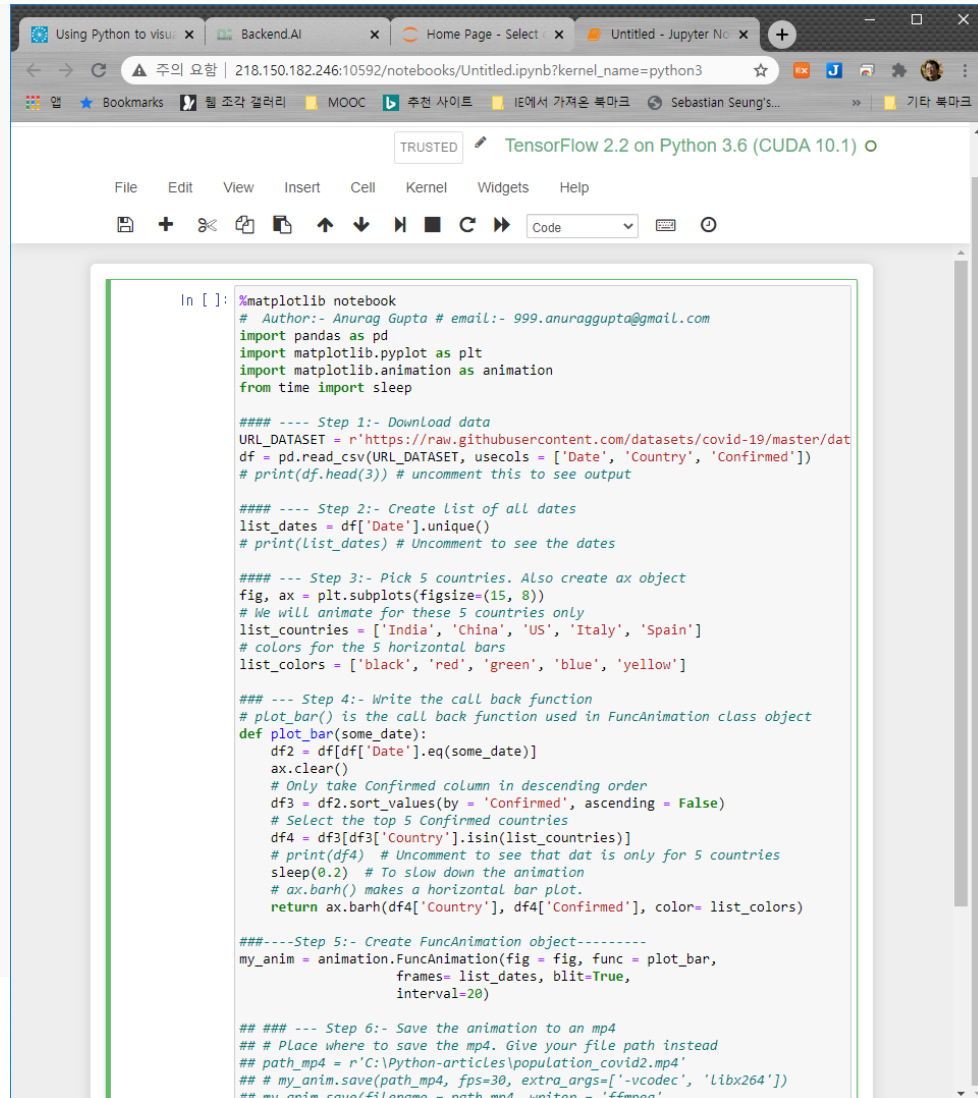 Using Python to visua
Backend.AI
Home Page - Select
Untitled - Jupyter No
주의 요함 | 218.150.182.246:10592/notebooks/Untitled.ipynb?kernel_name=python3
앱 Bookmarks 웹 조각 갤러리 MOOC 추천 사이트 IE에서 가져온 북마크 Sebastian Seung's... » 기타 북마크
TRUSTED TensorFlow 2.2 on Python 3.6 (CUDA 10.1)
File Edit View Insert Cell Kernel Widgets Help
Code
In [ ]:
%matplotlib notebook
#  Author:- Anurag Gupta # email:- 999.anuraggupta@gmail.com
import pandas as pd
import matplotlib.pyplot as plt
import matplotlib.animation as animation
from time import sleep

#### ---- Step 1:- Download data
URL_DATASET = r'https://raw.githubusercontent.com/datasets/covid-19/master/dat
df = pd.read_csv(URL_DATASET, usecols = ['Date', 'Country', 'Confirmed'])
# print(df.head(3)) # uncomment this to see output

#### ---- Step 2:- Create list of all dates
list_dates = df['Date'].unique()
# print(list_dates) # Uncomment to see the dates

#### --- Step 3:- Pick 5 countries. Also create ax object
fig, ax = plt.subplots(figsize=(15, 8))
# We will animate for these 5 countries only
list_countries = ['India', 'China', 'US', 'Italy', 'Spain']
# colors for the 5 horizontal bars
list_colors = ['black', 'red', 'green', 'blue', 'yellow']

### --- Step 4:- Write the call back function
# plot_bar() is the call back function used in FuncAnimation class object
def plot_bar(some_date):
    df2 = df[df['Date'].eq(some_date)]
    ax.clear()
    # Only take Confirmed column in descending order
    df3 = df2.sort_values(by = 'Confirmed', ascending = False)
    # Select the top 5 Confirmed countries
    df4 = df3[df3['Country'].isin(list_countries)]
    # print(df4)  # Uncomment to see that dat is only for 5 countries
    sleep(0.2)  # To slow down the animation
    # ax.barh() makes a horizontal bar plot.
    return ax.barh(df4['Country'], df4['Confirmed'], color= list_colors)

###----Step 5:- Create FuncAnimation object---------
my_anim = animation.FuncAnimation(fig = fig, func = plot_bar,
                    frames= list_dates, blit=True,
                    interval=20)

## ### --- Step 6:- Save the animation to an mp4
## # Place where to save the mp4. Give your file path instead
## path_mp4 = r'C:\Python-articles\population_covid2.mp4'
## # my_anim.save(path_mp4, fps=30, extra_args=['-vcodec', 'libx264'])
## my_anim.save(filename = path_mp4, writer = 'ffmpeg',